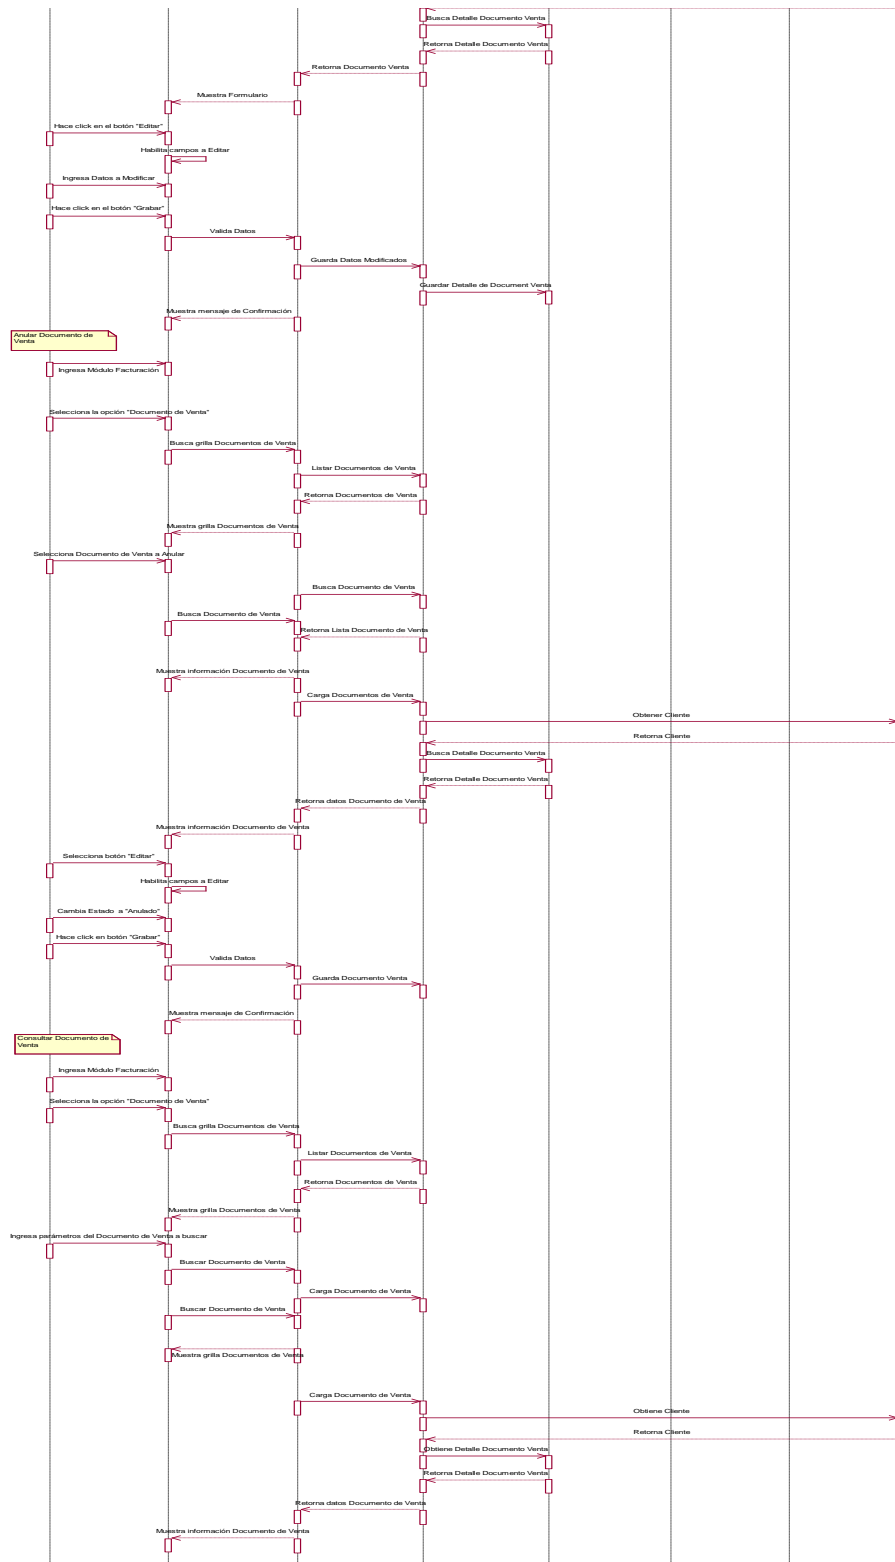 Busca Detalle Documento Venta
Retorna Detalle Documento Venta
Retorna Documento Venta
Muestra Formulario
Hace click en el botón "Editar"
Habilita campos a Editar
Ingresa Datos a Modificar
Hace click en el botón "Grabar"
Valida Datos
Guarda Datos Modificados
Guardar Detalle de Document Venta
Muestra mensaje de Confirmación
Anular Documento de
Venta
Ingresa Módulo Facturación
Selecciona la opción "Documento de Venta"
Busca grilla Documentos de Venta
Listar Documentos de Venta
Retorna Documentos de Venta
Muestra grilla Documentos de Venta
Selecciona Documento de Venta a Anular
Busca Documento de Venta
Busca Documento de Venta
Retorna Lista Documento de Venta
Muestra información Documento de Venta
Carga Documentos de Venta
Obtener Cliente
Retorna Cliente
Busca Detalle Documento Venta
Retorna Detalle Documento Venta
Retorna datos Documento de Venta
Muestra información Documento de Venta
Selecciona botón "Editar"
Habilita campos a Editar
Cambia Estado a "Anulado"
Hace click en botón "Grabar"
Valida Datos
Guarda Documento Venta
Muestra mensaje de Confirmación
Consultar Documento de
Venta
Ingresa Módulo Facturación
Selecciona la opción "Documento de Venta"
Busca grilla Documentos de Venta
Listar Documentos de Venta
Retorna Documentos de Venta
Muestra grilla Documentos de Venta
Ingresa parámetros del Documento de Venta a buscar
Buscar Documento de Venta
Carga Documento de Venta
Buscar Documento de Venta
Muestra grilla Documentos de Venta
Carga Documento de Venta
Obtiene Cliente
Retorna Cliente
Obtiene Detalle Documento Venta
Retorna Detalle Documento Venta
Retorna datos Documento de Venta
Muestra información Documento de Venta